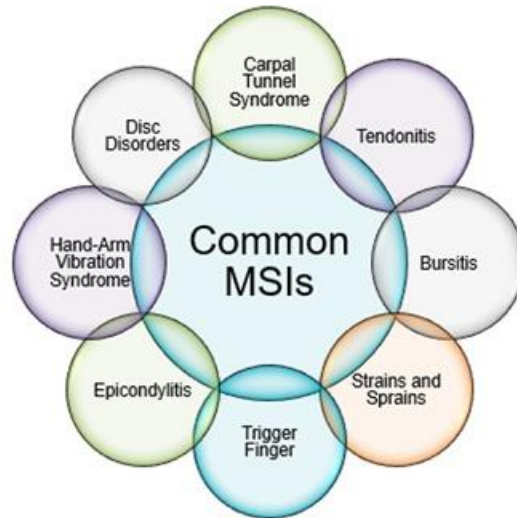 Common
MSIs
Carpal
Tunnel
Syndrome
Tendonitis
Bursitis
Strains and
Sprains
Trigger
Finger
Epicondylitis
Hand-Arm
Vibration
Syndrome
Disc
Disorders